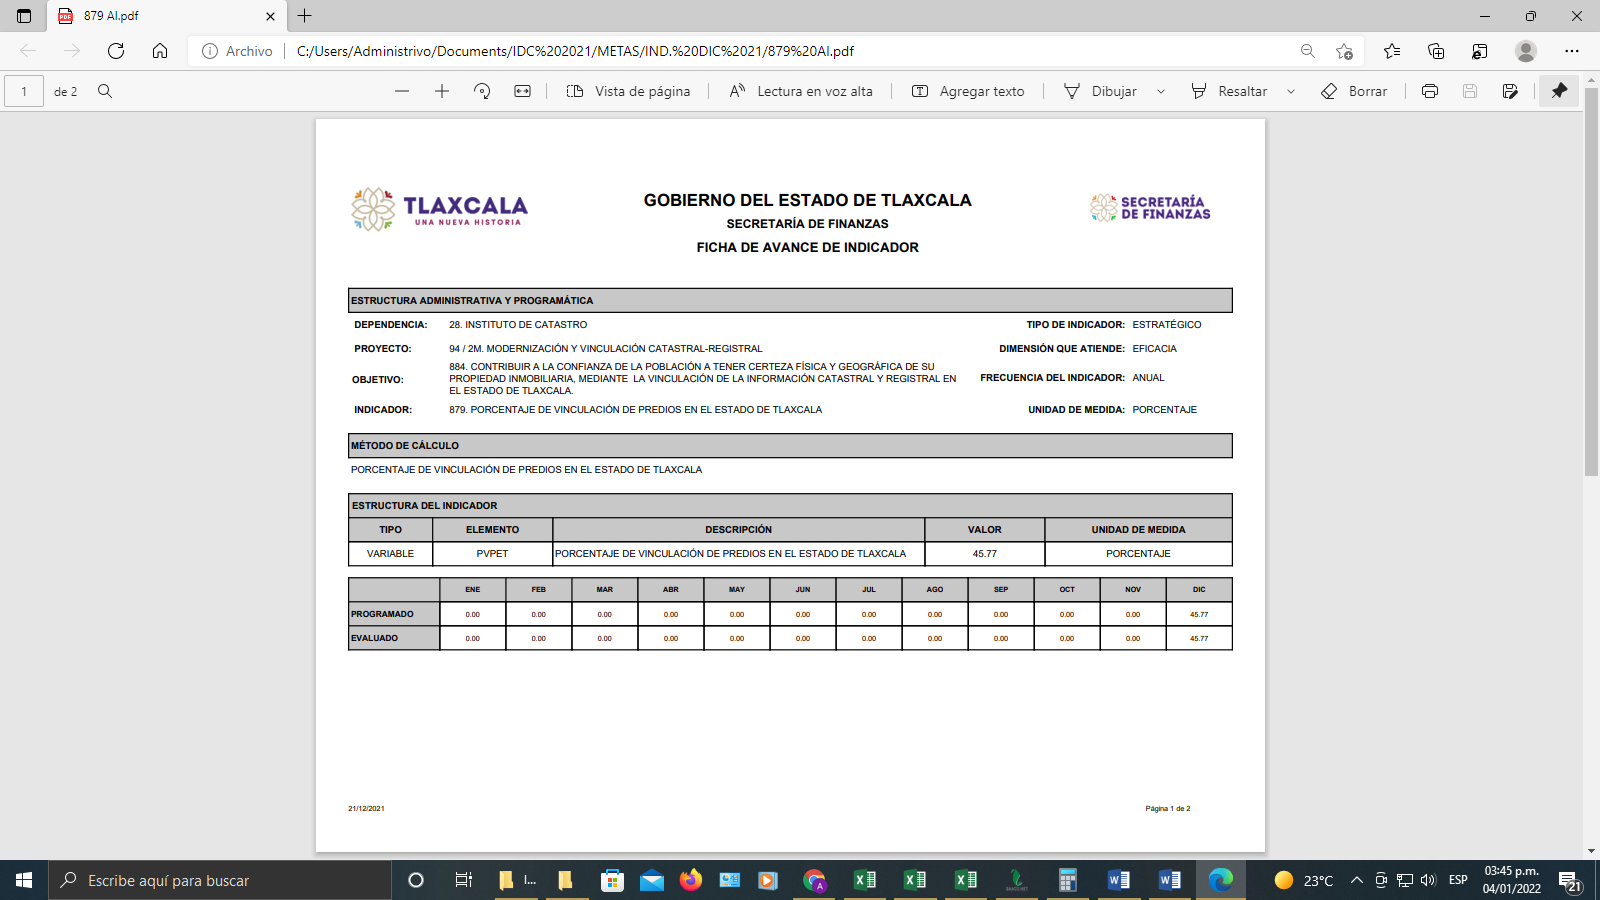 879 AI.pdf
Archivo
C:/Users/Administrivo/Documents/IDC%202021/METAS/IND.%20DIC%2021/879%20AI.pdf
1 de 2
Vista de página
Lectura en voz alta
Agregar texto
Dibujar
Resaltar
Borrar
TLAXCALA
UNA NUEVA HISTORIA
GOBIERNO DEL ESTADO DE TLAXCALA
SECRETARÍA DE FINANZAS
FICHA DE AVANCE DE INDICADOR
SECRETARÍA
DE FINANZAS
ESTRUCTURA ADMINISTRATIVA Y PROGRAMÁTICA
DEPENDENCIA: 28. INSTITUTO DE CATASTRO TIPO DE INDICADOR: ESTRATÉGICO
PROYECTO: 94 / 2M. MODERNIZACIÓN Y VINCULACIÓN CATASTRAL-REGISTRAL DIMENSIÓN QUE ATIENDE: EFICACIA
OBJETIVO: 884. CONTRIBUIR A LA CONFIANZA DE LA POBLACIÓN A TENER CERTEZA FÍSICA Y GEOGRÁFICA DE SU
PROPIEDAD INMOBILIARIA, MEDIANTE LA VINCULACIÓN DE LA INFORMACIÓN CATASTRAL Y REGISTRAL EN
EL ESTADO DE TLAXCALA.
FRECUENCIA DEL INDICADOR: ANUAL
INDICADOR: 879. PORCENTAJE DE VINCULACIÓN DE PREDIOS EN EL ESTADO DE TLAXCALA UNIDAD DE MEDIDA: PORCENTAJE
MÉTODO DE CÁLCULO
PORCENTAJE DE VINCULACIÓN DE PREDIOS EN EL ESTADO DE TLAXCALA
ESTRUCTURA DEL INDICADOR
TIPO ELEMENTO DESCRIPCIÓN VALOR UNIDAD DE MEDIDA
VARIABLE PVPET PORCENTAJE DE VINCULACIÓN DE PREDIOS EN EL ESTADO DE TLAXCALA 45.77 PORCENTAJE
ENE FEB MAR ABR MAY JUN JUL AGO SEP OCT NOV DIC
PROGRAMADO 0.00 0.00 0.00 0.00 0.00 0.00 0.00 0.00 0.00 0.00 0.00 45.77
EVALUADO 0.00 0.00 0.00 0.00 0.00 0.00 0.00 0.00 0.00 0.00 0.00 45.77
21/12/2021 Página 1 de 2
Escribe aquí para buscar
I...
23°C
ESP
03:45 p.m.
04/01/2022
21